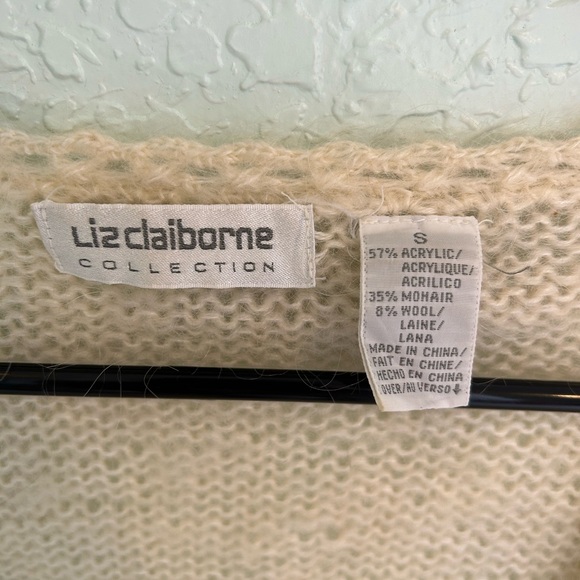 Liz claiborne
COLLECTION
S
57% ACRYLIC/
ACRYLIQUE/
ACRILICO
35% MOHAIR
8% WOOL/
LAINE/
LANA
MADE IN CHINA/
FAIT EN CHINE/
HECHO EN CHINA
OVER/AU VERSO